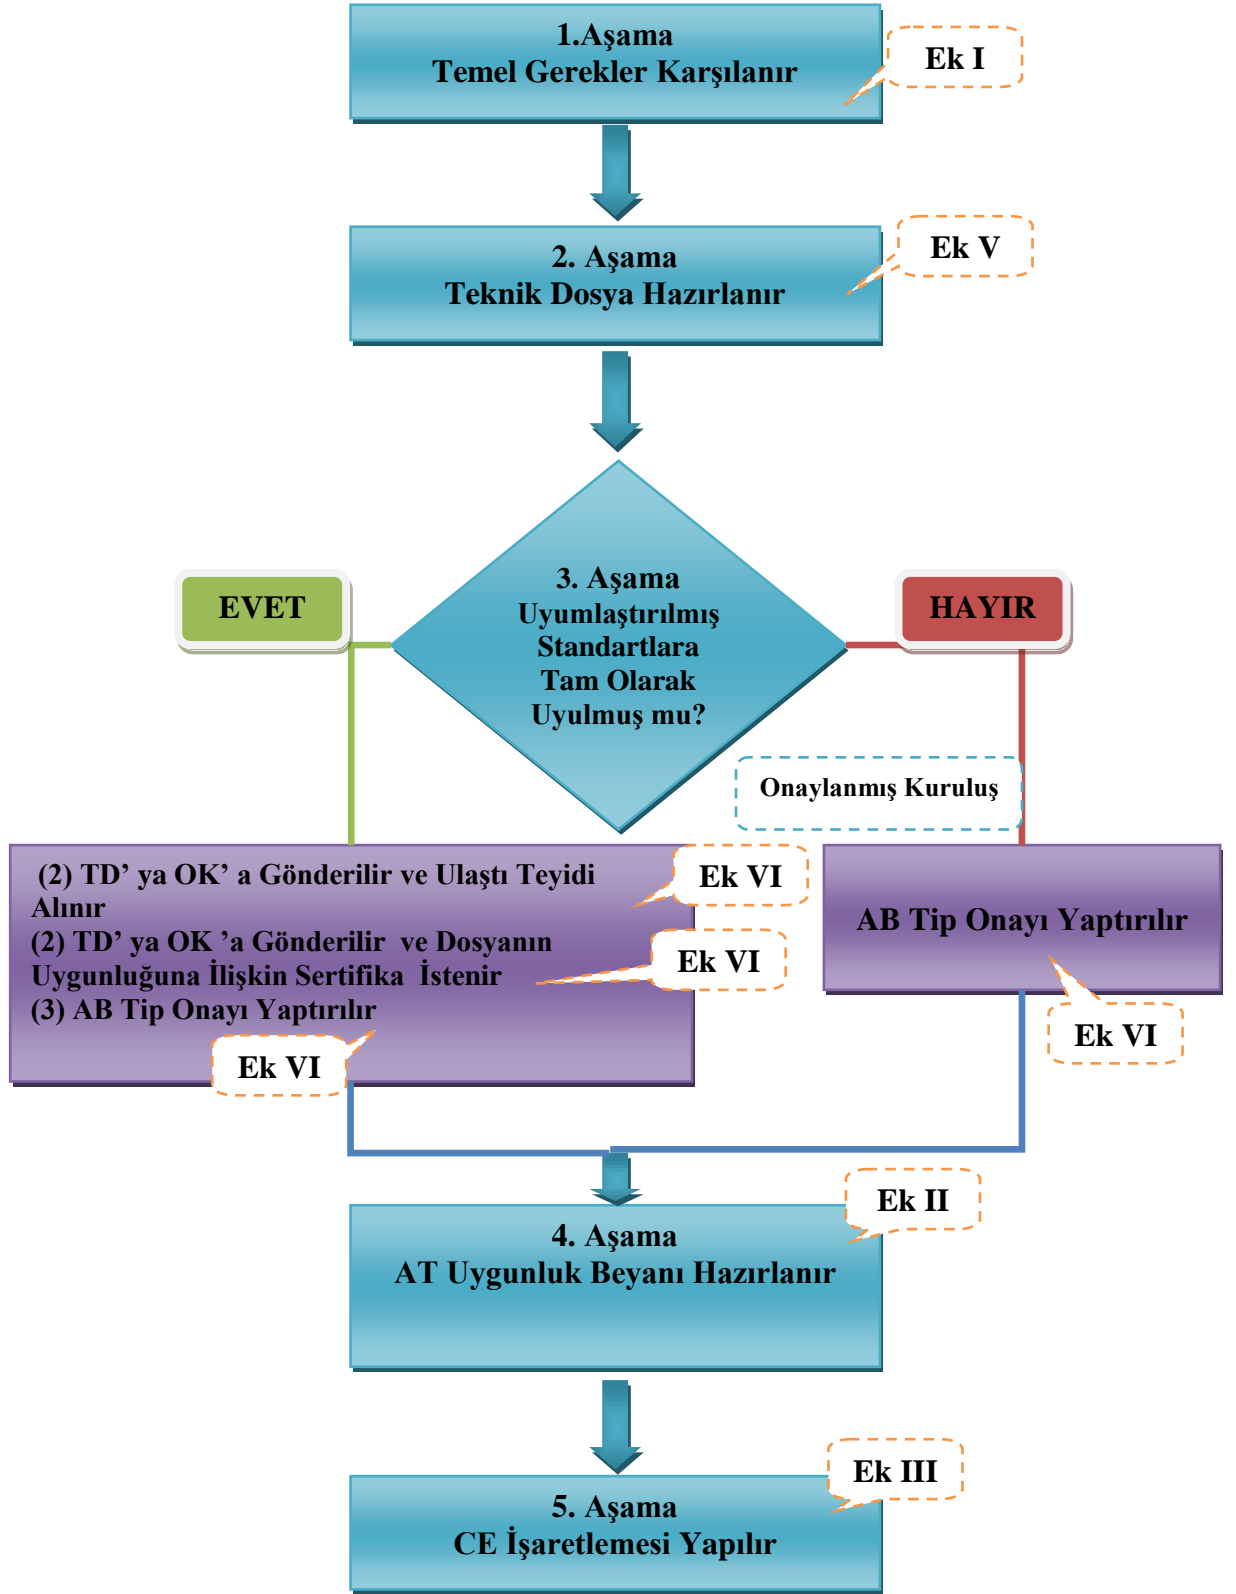 1.Aşama
Temel Gerekler Karşılanır
Ek I
2. Aşama
Teknik Dosya Hazırlanır
Ek V
3. Aşama
Uyumlaştırılmış
Standartlara
Tam Olarak
Uyulmuş mu?
EVET
HAYIR
Onaylanmış Kuruluş
(2) TD’ ya OK’ a Gönderilir ve Ulaştı Teyidi
Alınır
(2) TD’ ya OK ’a Gönderilir ve Dosyanın
Uygunluğuna İlişkin Sertifika İstenir
(3) AB Tip Onayı Yaptırılır
Ek VI
Ek VI
Ek VI
AB Tip Onayı Yaptırılır
Ek VI
Ek II
4. Aşama
AT Uygunluk Beyanı Hazırlanır
Ek III
5. Aşama
CE İşaretlemesi Yapılır